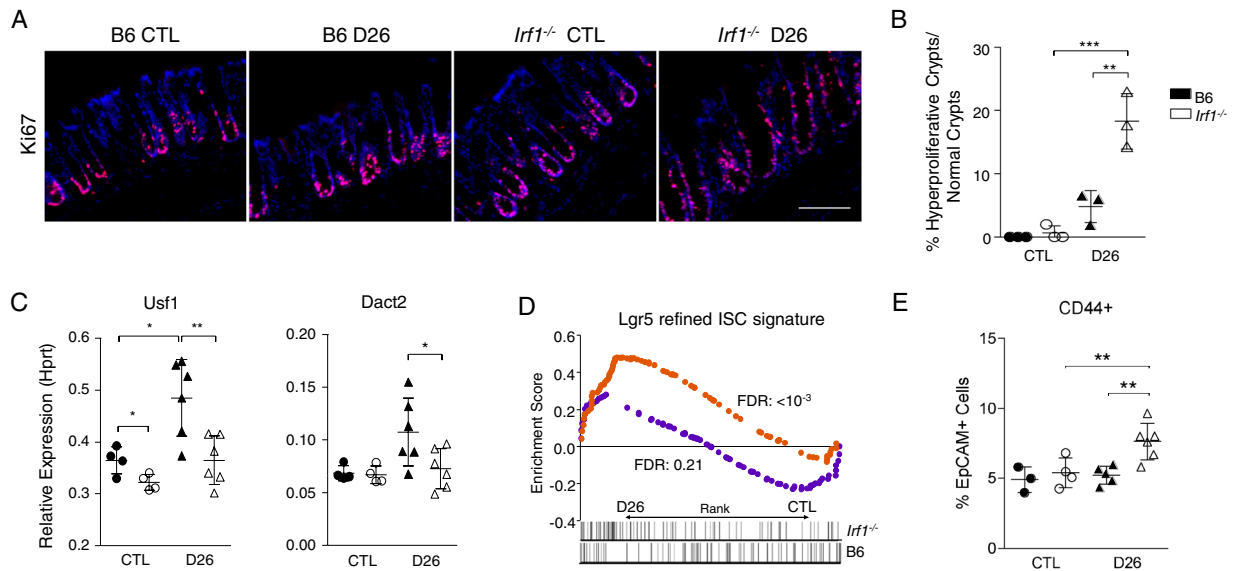 A
B6 CTL
B6 D26
Irf1-/- CTL
Irf1-/- D26
Ki67
B
% Hyperproliferative Crypts/
Normal Crypts
30
20
10
0
***
**
CTL
D26
B6
Irf1-/-
C
Usf1
Relative Expression (Hprt)
0.6
0.5
0.4
0.3
0.2
*
**
*
CTL
D26
Dact2
0.20
0.15
0.10
0.05
0.00
*
CTL
D26
D
Lgr5 refined ISC signature
Enrichment Score
0.6
0.4
0.2
0.0
-0.2
-0.4
FDR: <10-3
FDR: 0.21
D26
Rank
CTL
Irf1-/-
B6
E
CD44+
% EpCAM+ Cells
15
10
5
0
**
**
CTL
D26